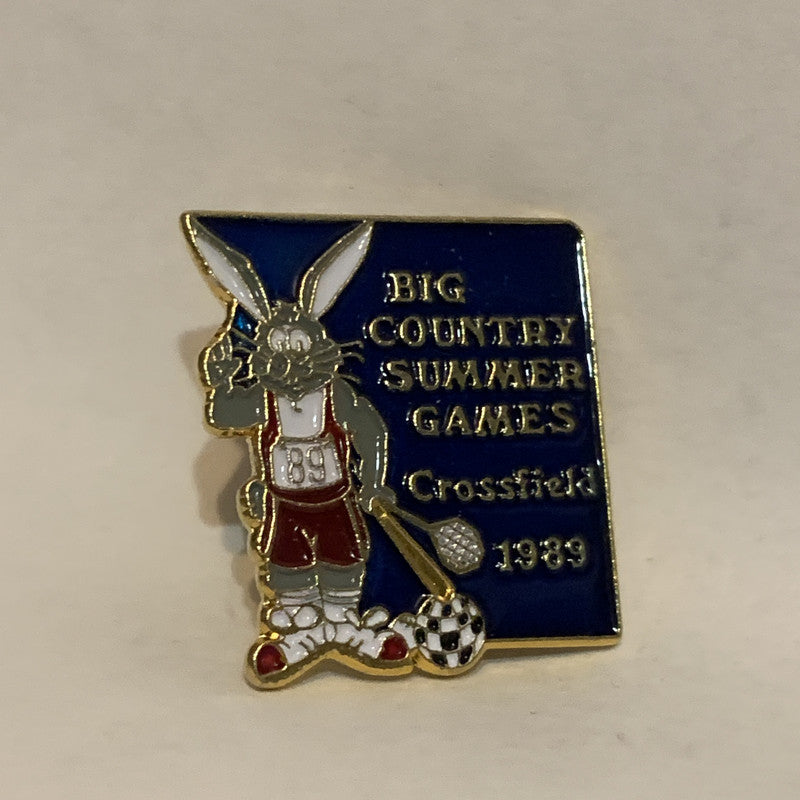 BIG
COUNTRY
SUMMER
GAMES
Crossfield
1989
89